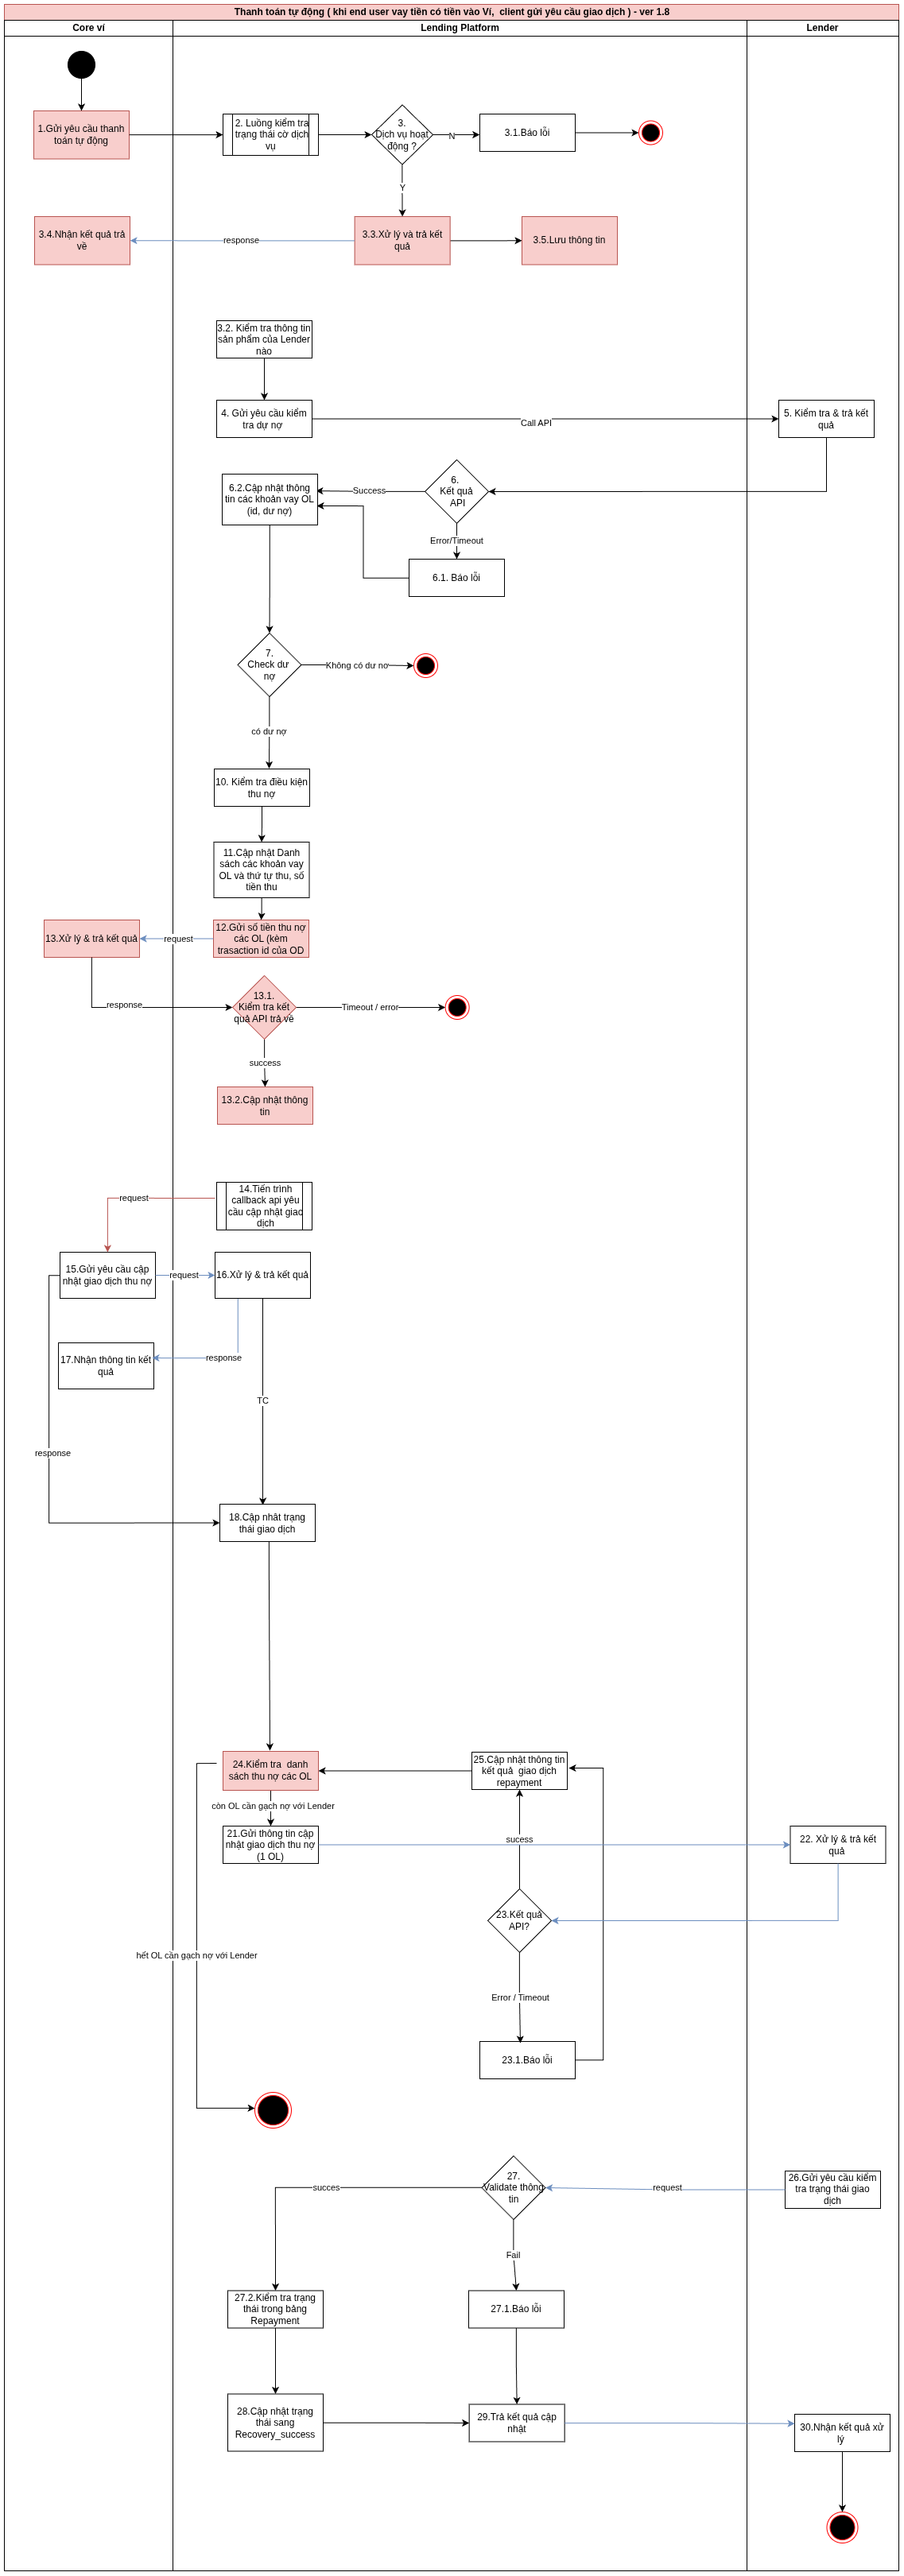 Thanh toán tự động ( khi end user vay tiền có tiền vào Ví, client gửi yêu cầu giao dịch ) - ver 1.8
Core ví
Lending Platform
Lender
1.Gửi yêu cầu thanh
toán tự động
2. Luồng kiểm tra
trạng thái cờ dịch
vụ
3.
Dịch vụ hoạt
động ?
N
3.1.Báo lỗi
Y
3.4.Nhận kết quả trả
về
response
3.3.Xử lý và trả kết
quả
3.5.Lưu thông tin
3.2. Kiểm tra thông tin
sản phẩm của Lender
nào
4. Gửi yêu cầu kiểm
tra dự nợ
Call API
5. Kiểm tra & trả kết
quả
6.2.Cập nhật thông
tin các khoản vay OL
(id, dư nợ)
Success
6.
Kết quả
API
Error/Timeout
6.1. Báo lỗi
7.
Check dư
nợ
Không có dư nợ
có dư nợ
10. Kiểm tra điều kiện
thu nợ
11.Cập nhật Danh
sách các khoản vay
OL và thứ tự thu, số
tiền thu
13.Xử lý & trả kết quả
request
12.Gửi số tiền thu nợ
các OL (kèm
trasaction id của OD
response
13.1.
Kiểm tra kết
quả API trả về
Timeout / error
success
13.2.Cập nhật thông
tin
request
14.Tiến trình
callback api yêu
cầu cập nhật giao
dịch
15.Gửi yêu cầu cập
nhật giao dịch thu nợ
request
16.Xử lý & trả kết quả
17.Nhận thông tin kết
quả
response
TC
response
18.Cập nhât trạng
thái giao dịch
24.Kiểm tra danh
sách thu nợ các OL
25.Cập nhật thông tin
kết quả giao dịch
repayment
còn OL cần gạch nợ với Lender
21.Gửi thông tin cập
nhật giao dịch thu nợ
(1 OL)
sucess
22. Xử lý & trả kết
quả
23.Kết quả
API?
hết OL cần gạch nợ với Lender
Error / Timeout
23.1.Báo lỗi
succes
27.
Validate thông
tin
request
26.Gửi yêu cầu kiểm
tra trạng thái giao
dịch
Fail
27.2.Kiểm tra trạng
thái trong bảng
Repayment
27.1.Báo lỗi
28.Cập nhật trạng
thái sang
Recovery_success
29.Trả kết quả cập
nhật
30.Nhận kết quả xử
lý